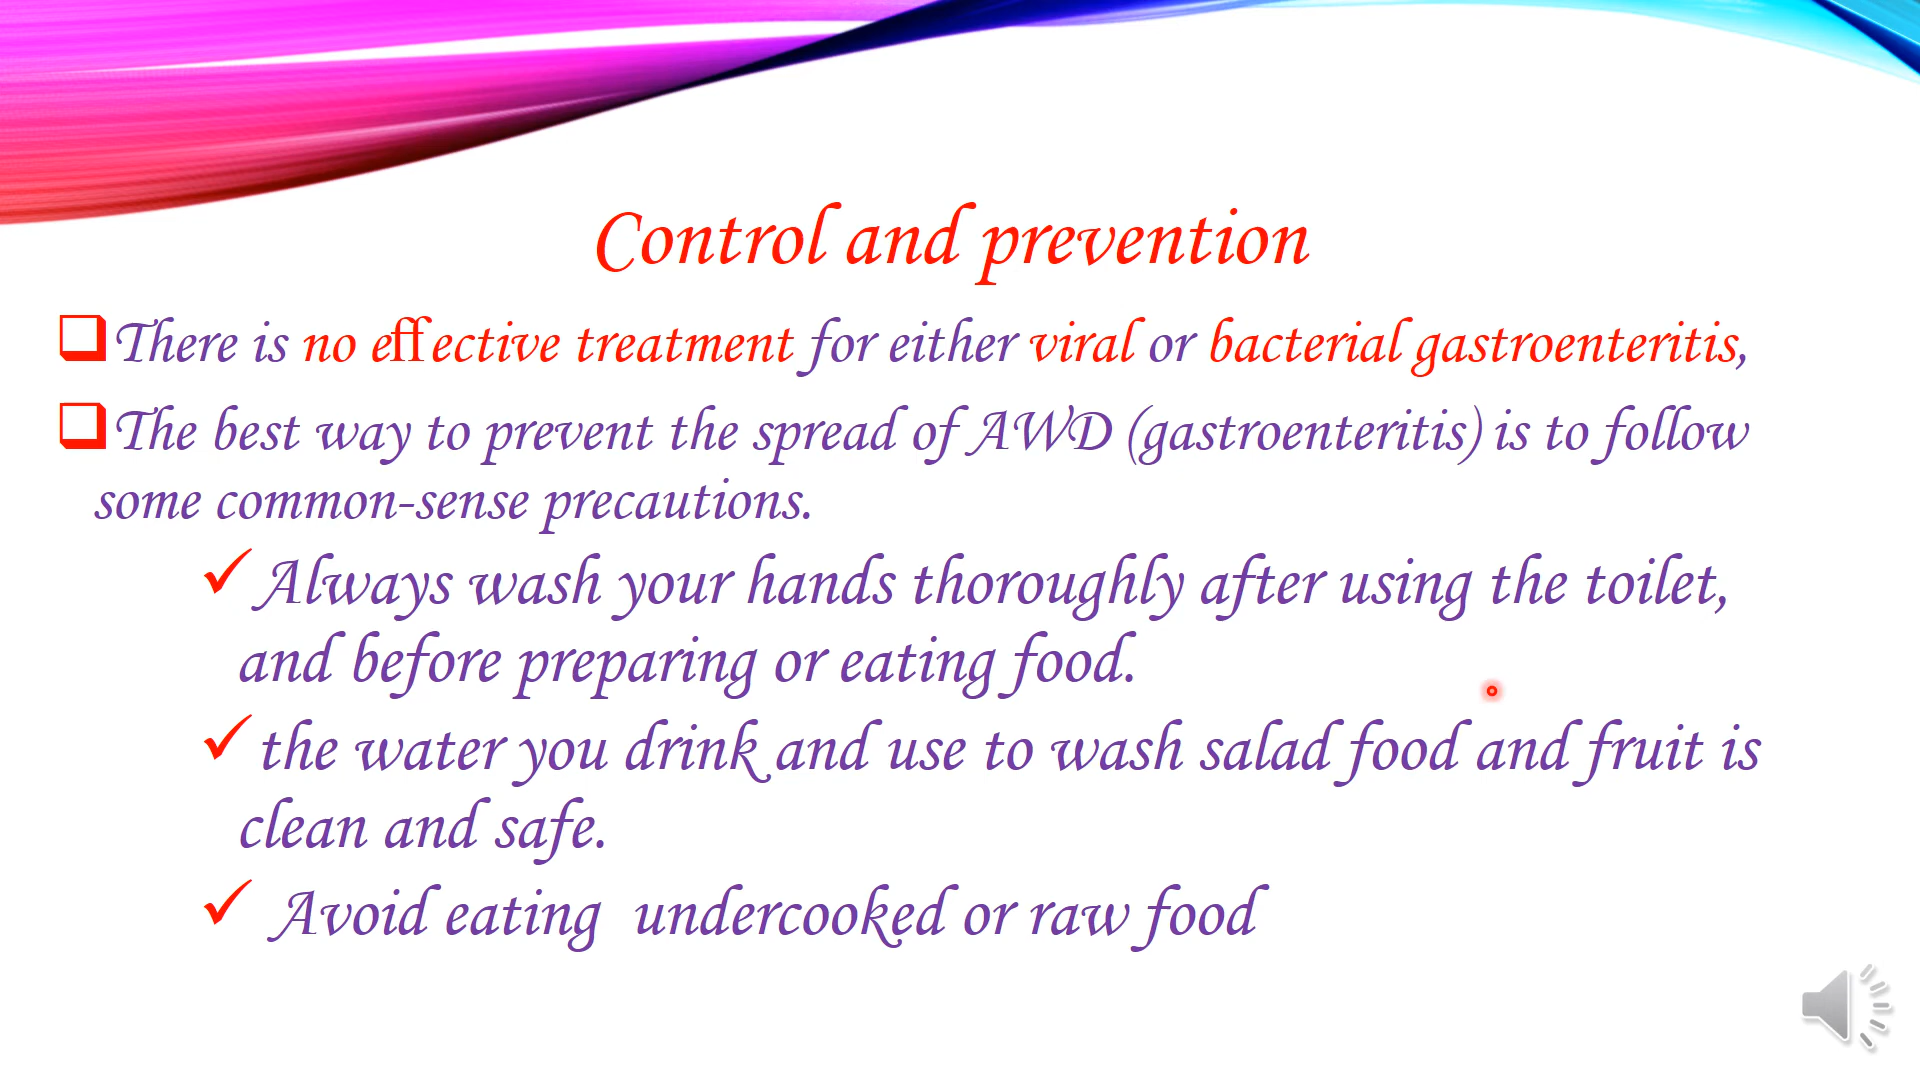 Control and prevention
There is no effective treatment for either viral or bacterial gastroenteritis,
The best way to prevent the spread of AWD (gastroenteritis) is to follow
some common-sense precautions.
Always wash your hands thoroughly after using the toilet,
and before preparing or eating food.
the water you drink and use to wash salad food and fruit is
clean and safe.
Avoid eating undercooked or raw food